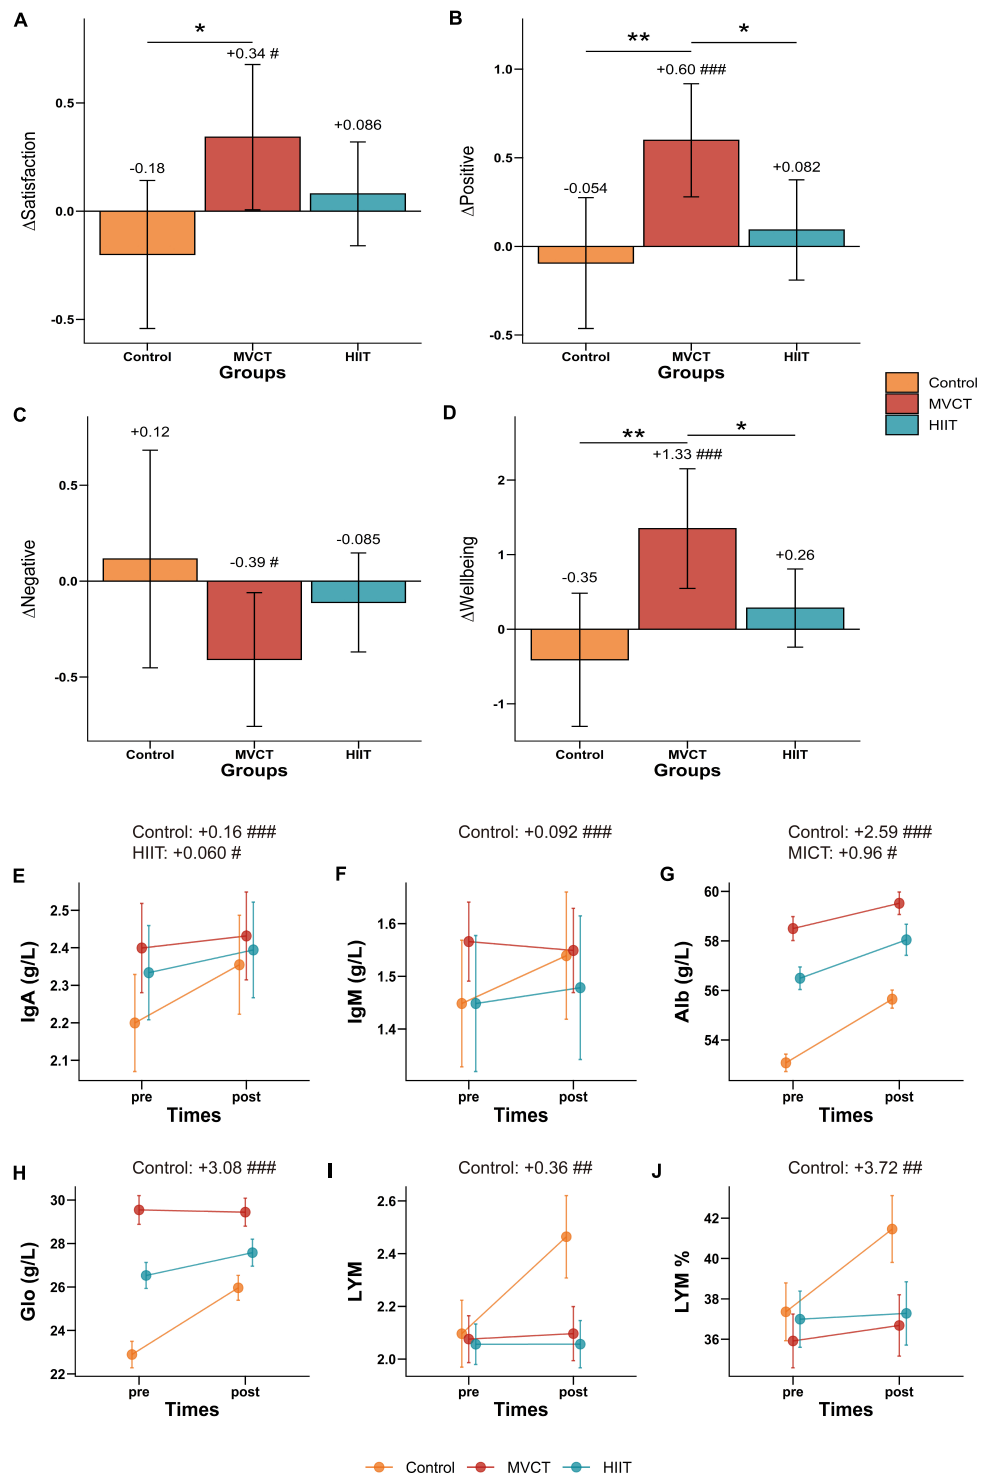 A
*
+0.34 #
+0.086
-0.18
ΔSatisfaction
0.5
0.0
-0.5
Control MVCT HIIT
Groups
B
** *
+0.60 ###
+0.082
-0.054
ΔPositive
1.0
0.5
0.0
-0.5
Control MVCT HIIT
Groups
Control
MVCT
HIIT
C
+0.12
-0.39 #
-0.085
ΔNegative
0.5
0.0
-0.5
Control MVCT HIIT
Groups
D
** *
+1.33 ###
+0.26
-0.35
ΔWellbeing
2
1
0
-1
Control MVCT HIIT
Groups
Control: +0.16 ###
HIIT: +0.060 #
E
IgA (g/L)
2.5
2.4
2.3
2.2
2.1
pre post
Times
Control: +0.092 ###
F
IgM (g/L)
1.6
1.5
1.4
pre post
Times
Control: +2.59 ###
MICT: +0.96 #
G
Alb (g/L)
60
58
56
54
pre post
Times
Control: +3.08 ###
H
Glo (g/L)
30
28
26
24
22
pre post
Times
Control: +0.36 ##
I
LYM
2.6
2.4
2.2
2.0
pre post
Times
Control: +3.72 ##
J
LYM %
42
40
38
36
pre post
Times
Control MVCT HIIT